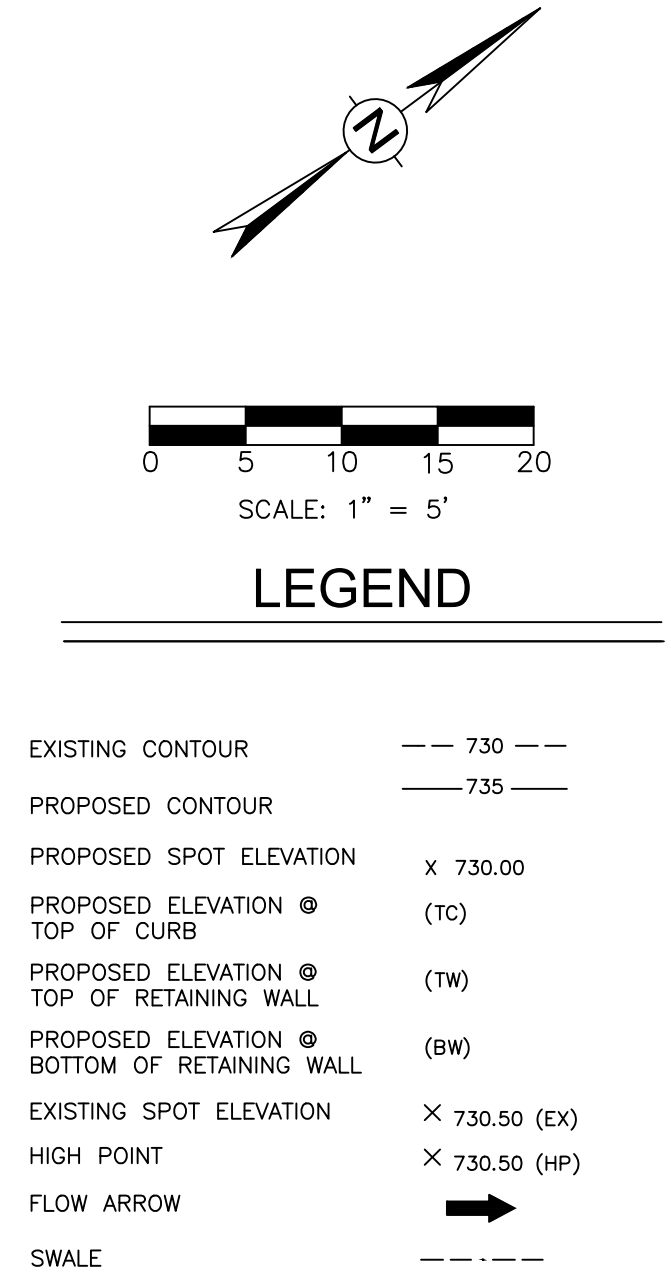 N
0 5 10 15 20
SCALE: 1" = 5'
LEGEND
EXISTING CONTOUR — — 730 — —
PROPOSED CONTOUR —— 735 ——
PROPOSED SPOT ELEVATION X 730.00
PROPOSED ELEVATION @
TOP OF CURB (TC)
PROPOSED ELEVATION @
TOP OF RETAINING WALL (TW)
PROPOSED ELEVATION @
BOTTOM OF RETAINING WALL (BW)
EXISTING SPOT ELEVATION × 730.50 (EX)
HIGH POINT × 730.50 (HP)
FLOW ARROW
SWALE